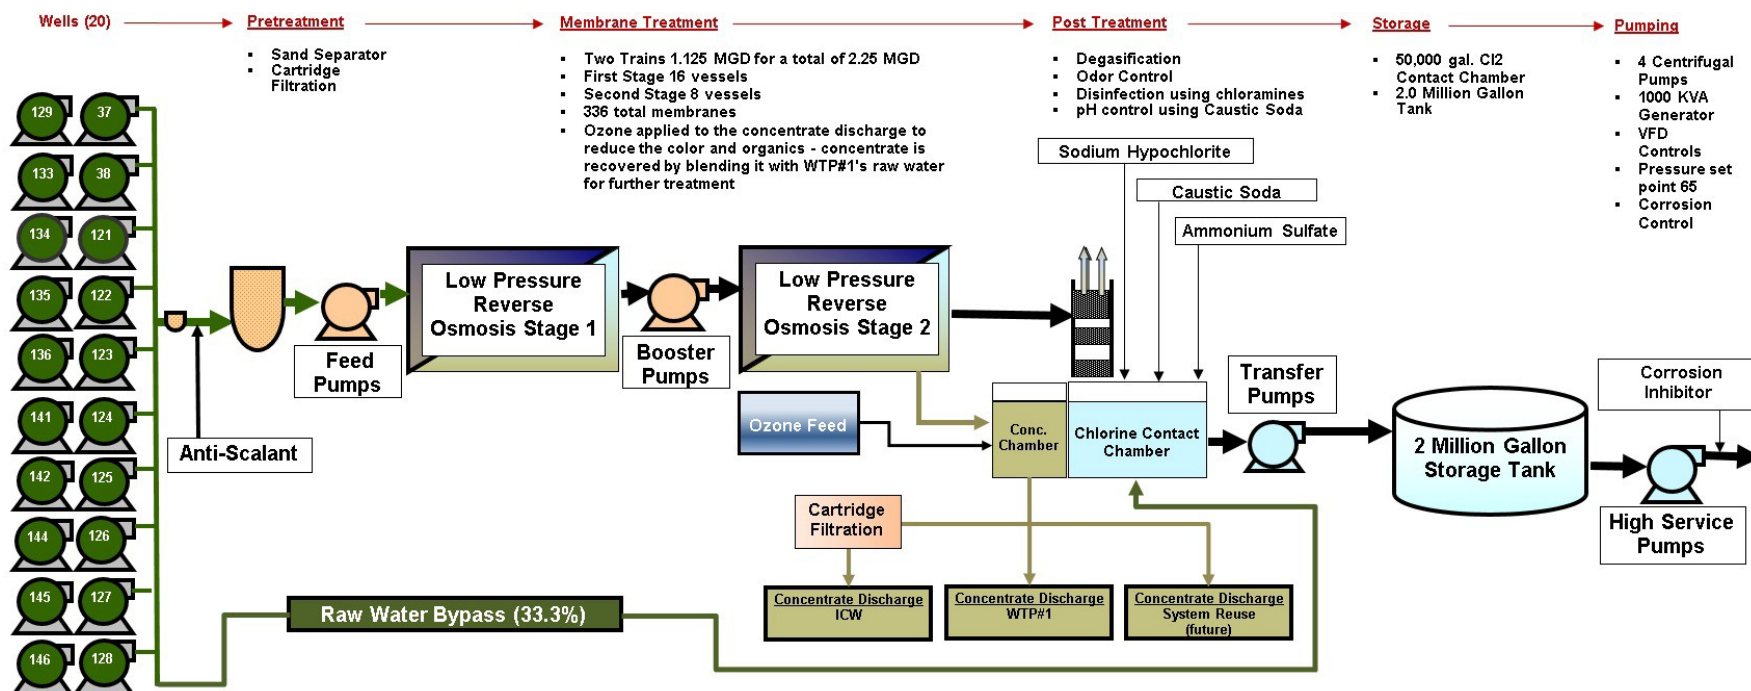 Wells (20)
Pretreatment
Sand Separator
Cartridge
Filtration
Membrane Treatment
Two Trains 1.125 MGD for a total of 2.25 MGD
First Stage 16 vessels
Second Stage 8 vessels
336 total membranes
Ozone applied to the concentrate discharge to
reduce the color and organics - concentrate is
recovered by blending it with WTP#1's raw water
for further treatment
Post Treatment
Degasification
Odor Control
Disinfection using chloramines
pH control using Caustic Soda
Storage
50,000 gal. Cl2
Contact Chamber
2.0 Million Gallon
Tank
Pumping
4 Centrifugal
Pumps
1000 KVA
Generator
VFD
Controls
Pressure set
point 65
Corrosion
Control
129 37
133 38
134 121
135 122
136 123
141 124
142 125
144 126
145 127
146 128
Anti-Scalant
Feed
Pumps
Low Pressure
Reverse
Osmosis Stage 1
Booster
Pumps
Low Pressure
Reverse
Osmosis Stage 2
Sodium Hypochlorite
Caustic Soda
Ammonium Sulfate
Ozone Feed
Conc.
Chamber
Chlorine Contact
Chamber
Transfer
Pumps
2 Million Gallon
Storage Tank
Corrosion
Inhibitor
High Service
Pumps
Cartridge
Filtration
Concentrate Discharge
ICW
Concentrate Discharge
WTP#1
Concentrate Discharge
System Reuse
(future)
Raw Water Bypass (33.3%)